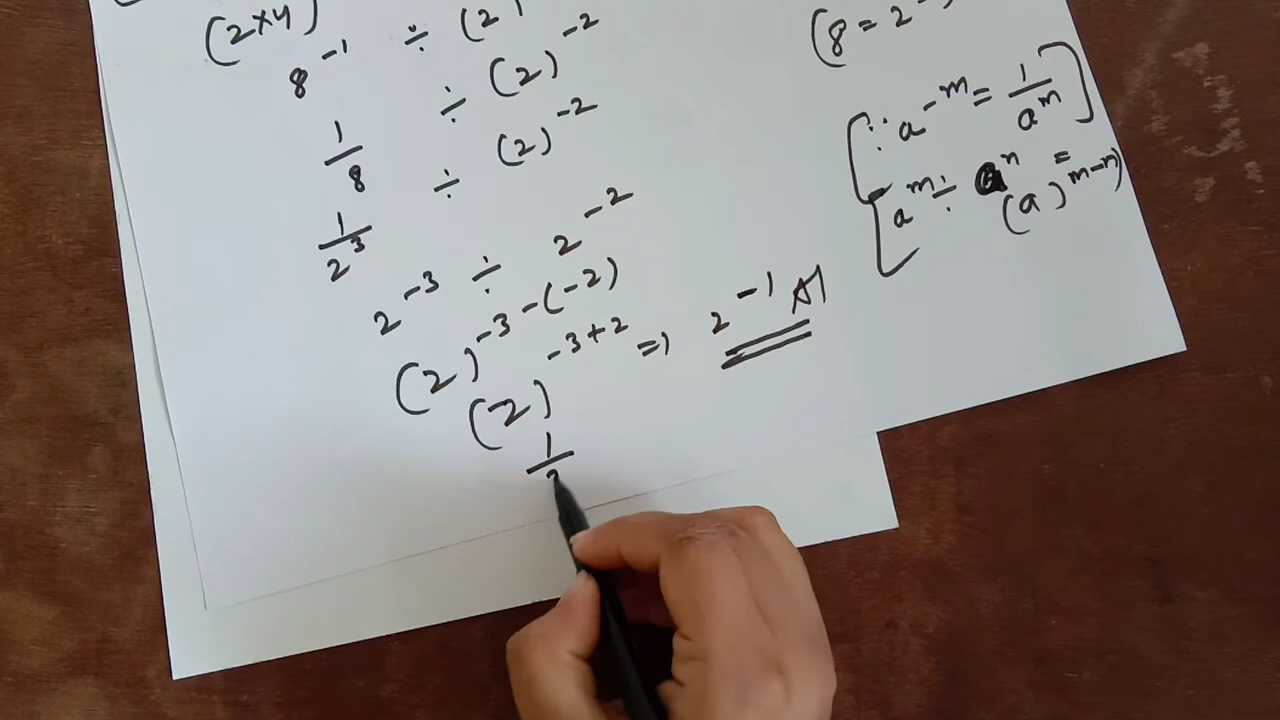 (2×4)
8⁻¹ ÷ (2)⁻²
1/8 ÷ (2)⁻²
1/2³ ÷ (2)⁻²
2⁻³ ÷ 2⁻²
(2)⁻³⁻⁽⁻²⁾
(2)⁻³⁺² => 2⁻¹
1/2
(8 = 2
[∵ a⁻ᵐ = 1/aᵐ]
[aᵐ ÷ aⁿ = (a)ᵐ⁻ⁿ)